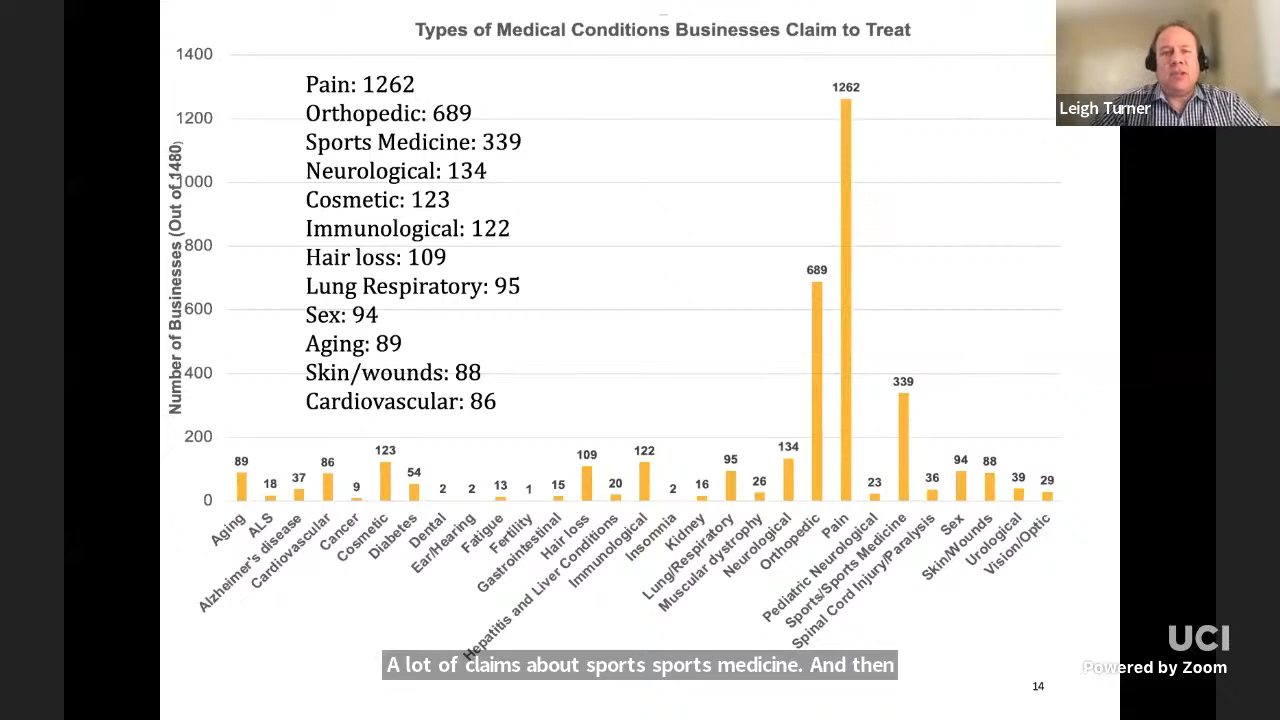 Types of Medical Conditions Businesses Claim to Treat
Leigh Turner
Number of Businesses (Out of 1480)
1400
1200
1000
800
600
400
200
0
Pain: 1262
Orthopedic: 689
Sports Medicine: 339
Neurological: 134
Cosmetic: 123
Immunological: 122
Hair loss: 109
Lung Respiratory: 95
Sex: 94
Aging: 89
Skin/wounds: 88
Cardiovascular: 86
89
18
37
86
9
123
54
2
2
13
1
15
109
20
122
2
16
95
26
134
689
1262
23
339
36
94
88
39
29
Aging
ALS
Alzheimer's disease
Cardiovascular
Cancer
Cosmetic
Diabetes
Dental
Ear/Hearing
Fatigue
Fertility
Gastrointestinal
Hair loss
Hepatitis and Liver Conditions
Immunological
Insomnia
Kidney
Lung/Respiratory
Muscular dystrophy
Neurological
Orthopedic
Pain
Pediatric Neurological
Sports/Sports Medicine
Spinal Cord Injury/Paralysis
Sex
Skin/Wounds
Urological
Vision/Optic
A lot of claims about sports sports medicine. And then
UCI
Powered by Zoom
14